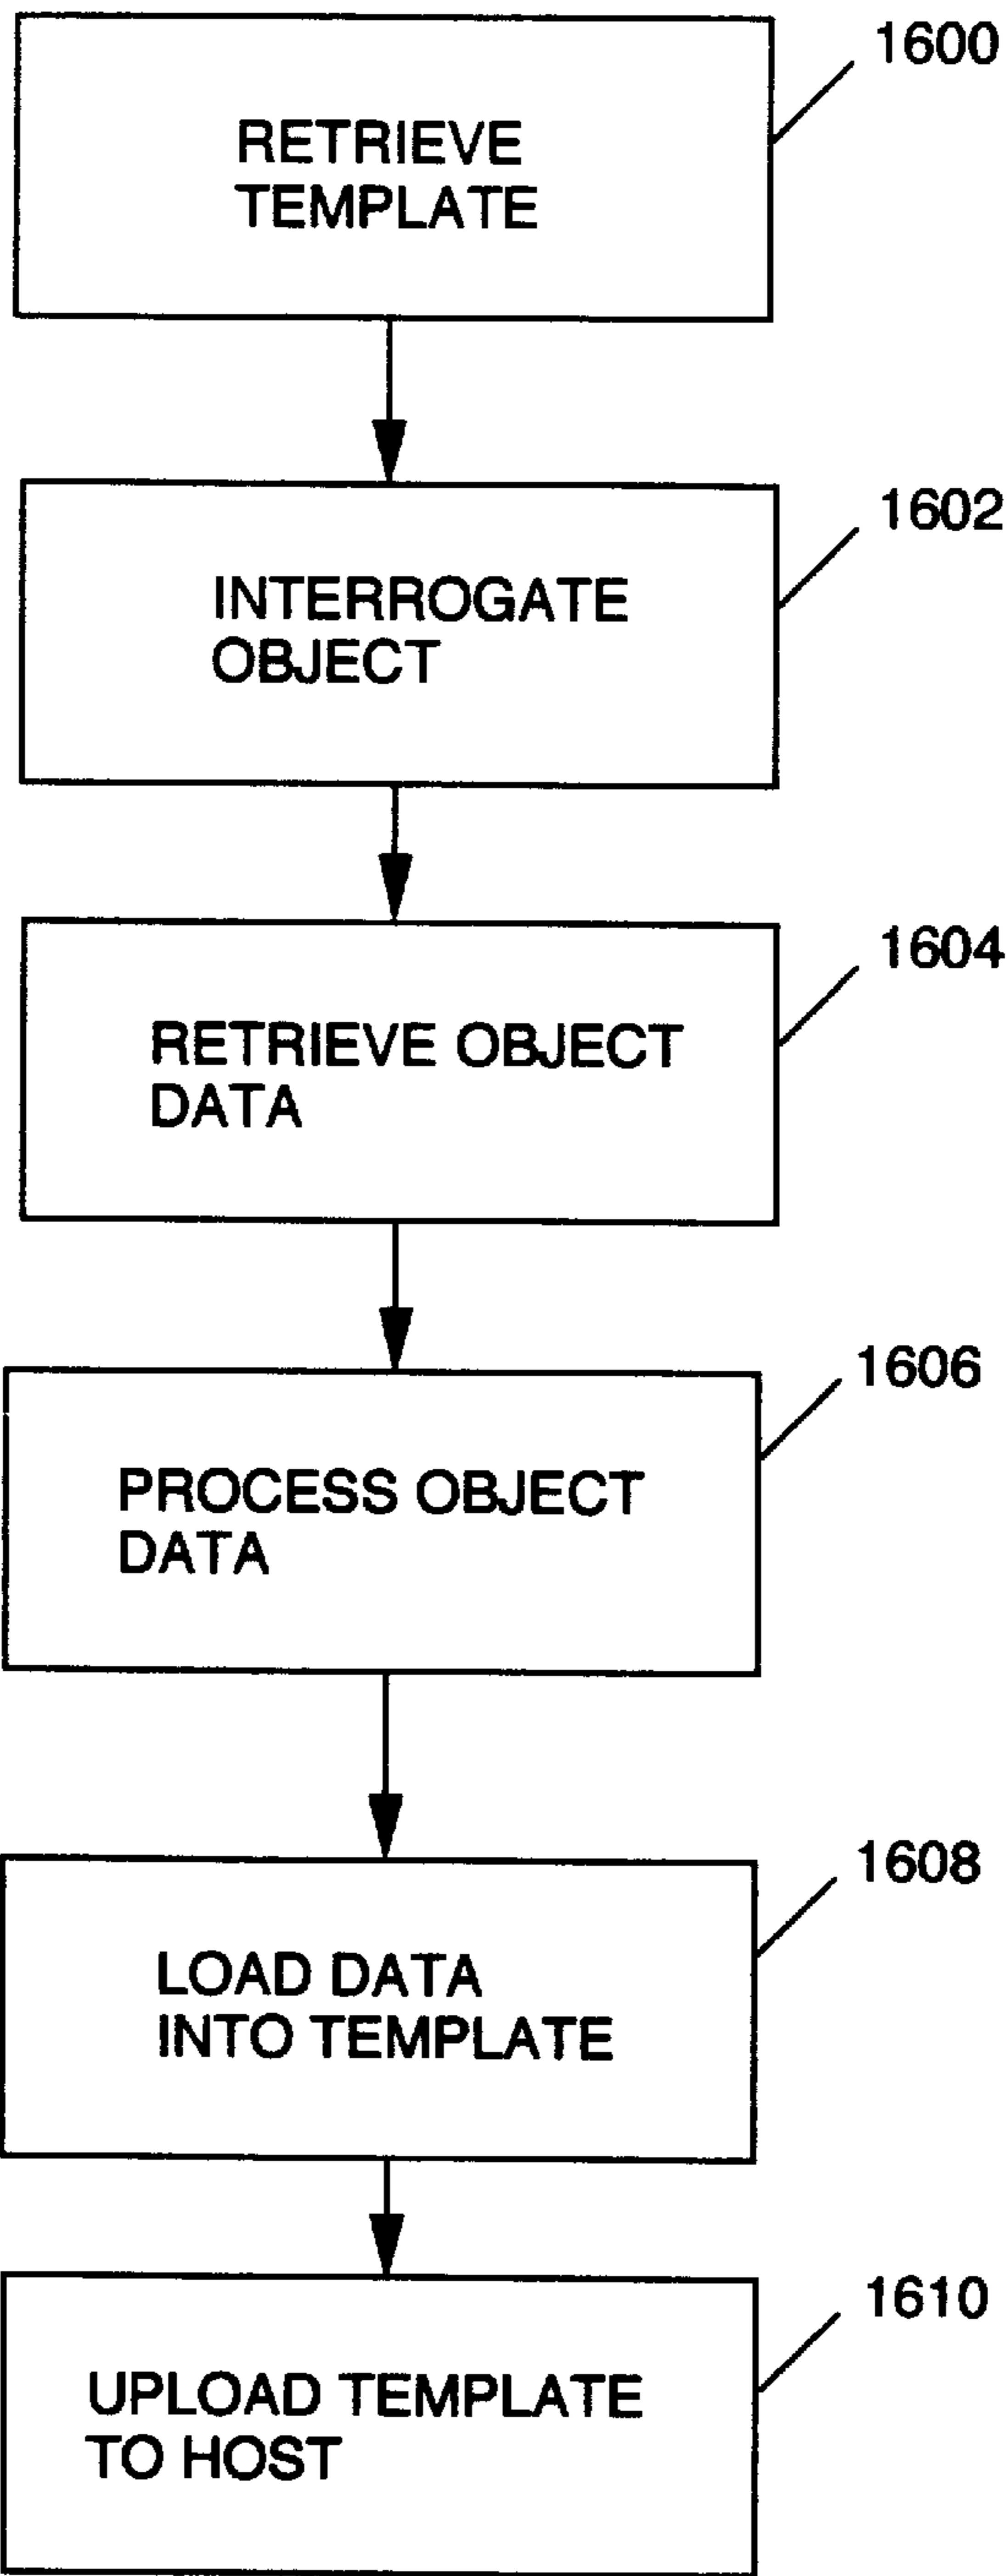 1600
RETRIEVE
TEMPLATE
1602
INTERROGATE
OBJECT
1604
RETRIEVE OBJECT
DATA
1606
PROCESS OBJECT
DATA
1608
LOAD DATA
INTO TEMPLATE
1610
UPLOAD TEMPLATE
TO HOST